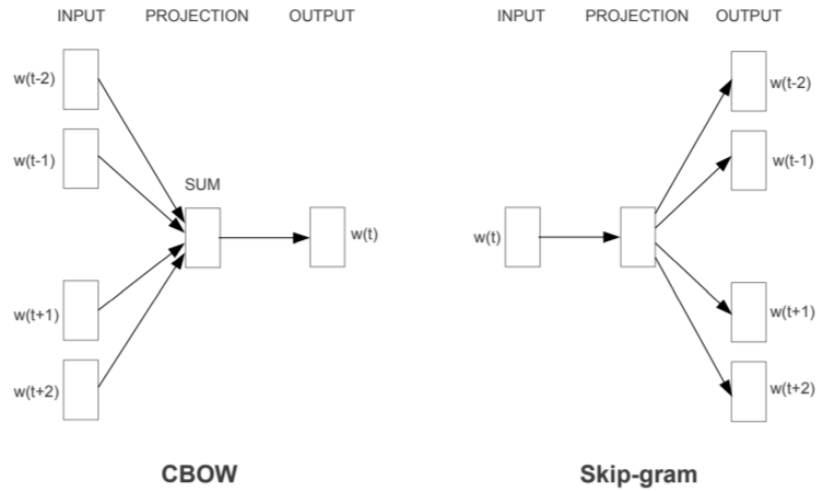 INPUT PROJECTION OUTPUT
w(t-2)
w(t-1)
SUM
w(t)
w(t+1)
w(t+2)
CBOW
INPUT PROJECTION OUTPUT
w(t-2)
w(t-1)
w(t)
w(t+1)
w(t+2)
Skip-gram